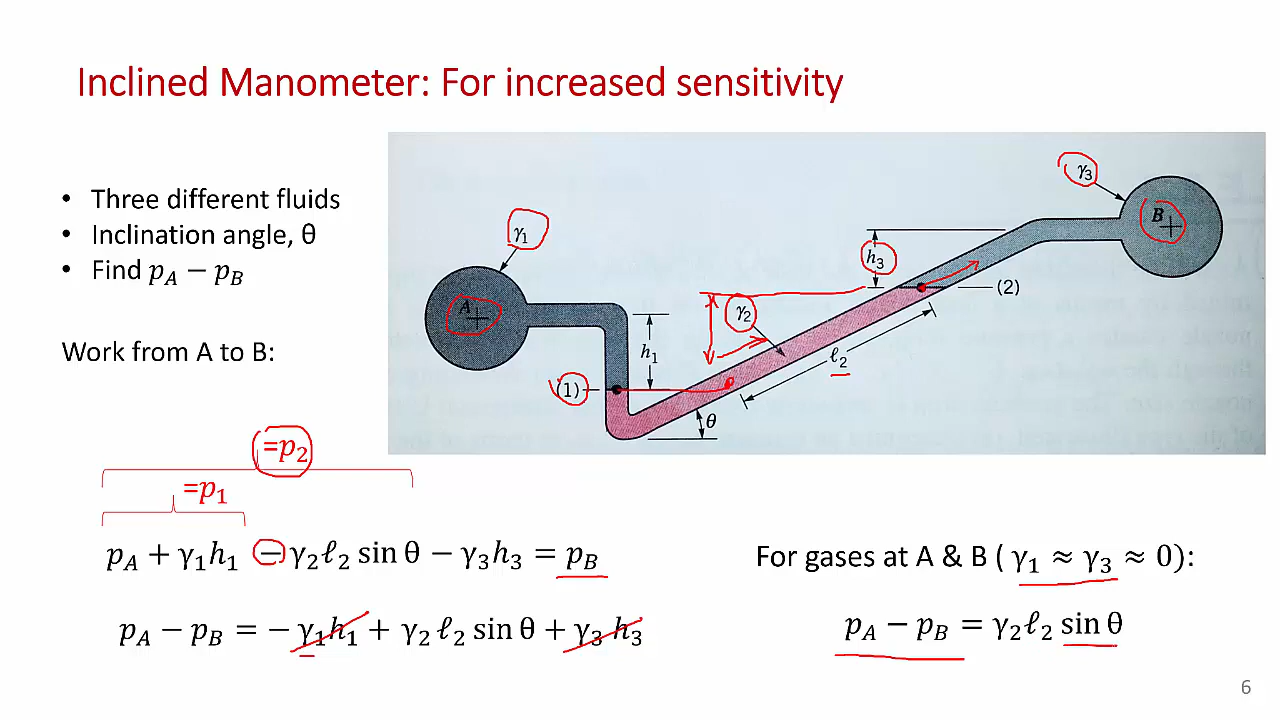 Inclined Manometer: For increased sensitivity
• Three different fluids
• Inclination angle, θ
• Find p_A − p_B
Work from A to B:
γ₁
A
h₁
(1)
θ
γ₂
ℓ₂
h₃
(2)
γ₃
B
=p₂
=p₁
p_A + γ₁h₁ − γ₂ℓ₂ sin θ − γ₃h₃ = p_B
p_A − p_B = − γ₁h₁ + γ₂ ℓ₂ sin θ + γ₃ h₃
For gases at A & B ( γ₁ ≈ γ₃ ≈ 0):
p_A − p_B = γ₂ℓ₂ sin θ
6